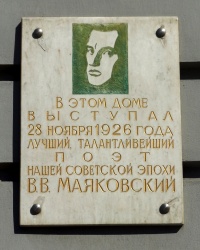 В ЭТОМ ДОМЕ
ВЫСТУПАЛ
28 НОЯБРЯ 1926 ГОДА
ЛУЧШИЙ, ТАЛАНТЛИВЕЙШИЙ
ПОЭТ
НАШЕЙ СОВЕТСКОЙ ЭПОХИ
В.В. МАЯКОВСКИЙ